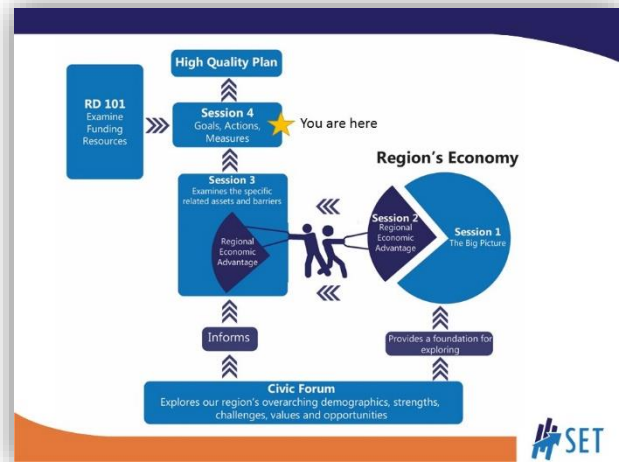 High Quality Plan
RD 101
Examine
Funding
Resources
Session 4
Goals, Actions,
Measures
You are here
Region's Economy
Session 3
Examines the specific
related assets and barriers
Regional
Economic
Advantage
Session 2
Regional
Economic
Advantage
Session 1
The Big Picture
Informs
Provides a foundation for
exploring
Civic Forum
Explores our region's overarching demographics, strengths,
challenges, values and opportunities
SET